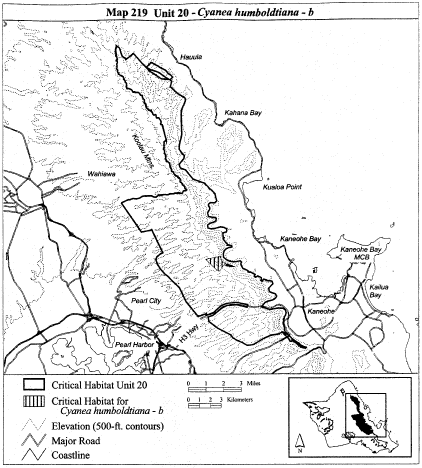 Map 219 Unit 20 - Cyanea humboldtiana - b
Hauula
Kahana Bay
Koolau Mtns.
Wahiawa
Kualoa Point
Kaneohe Bay
Kaneohe Bay
MCB
Kailua
Bay
Kaneohe
Pearl City
H3 Hwy
Pearl Harbor
Critical Habitat Unit 20
Critical Habitat for
Cyanea humboldtiana - b
Elevation (500-ft. contours)
Major Road
Coastline
0 1 2 3 Miles
0 1 2 3 Kilometers
N